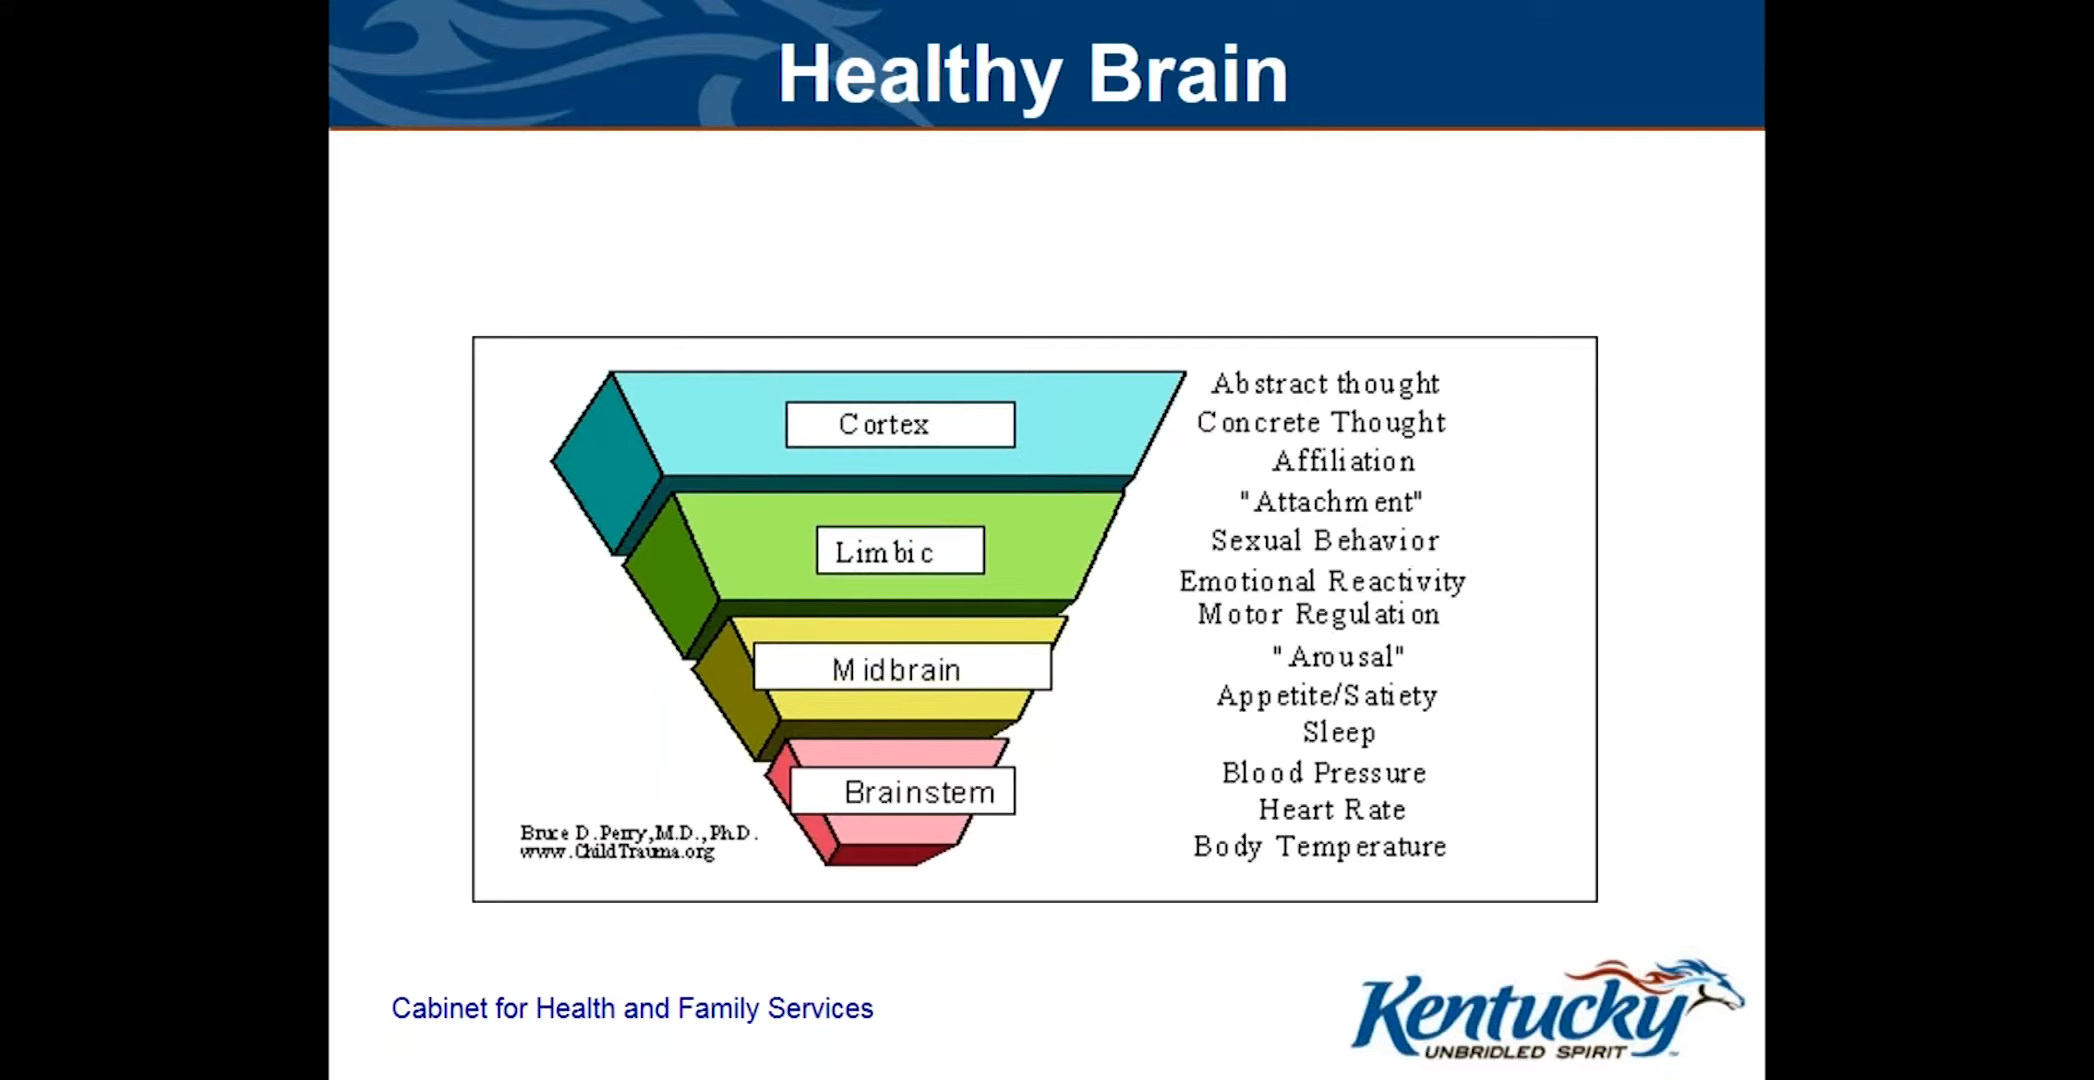 Healthy Brain
Cortex
Limbic
Midbrain
Brainstem
Abstract thought
Concrete Thought
Affiliation
"Attachment"
Sexual Behavior
Emotional Reactivity
Motor Regulation
"Arousal"
Appetite/Satiety
Sleep
Blood Pressure
Heart Rate
Body Temperature
Bruce D. Perry, M.D., Ph.D.
www.ChildTrauma.org
Cabinet for Health and Family Services
Kentucky
UNBRIDLED SPIRIT™